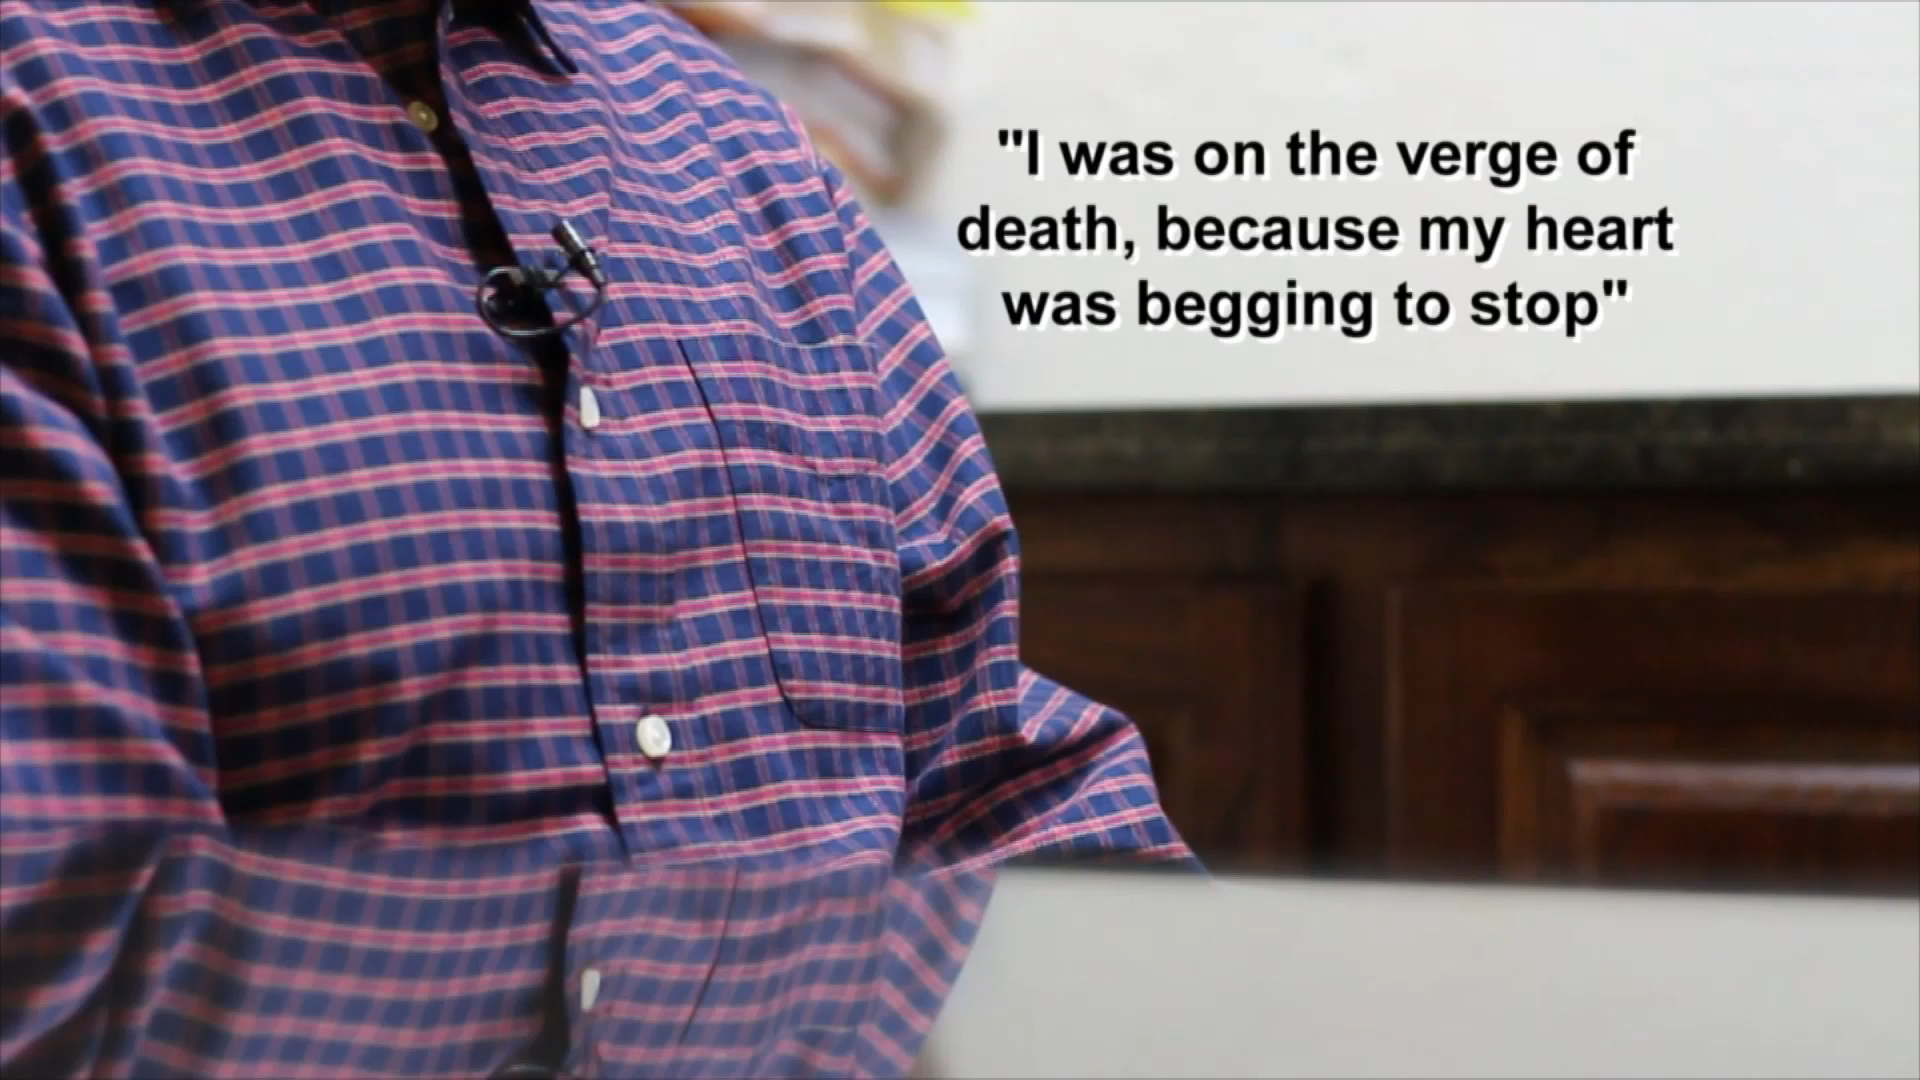 "I was on the verge of
death, because my heart
was begging to stop"